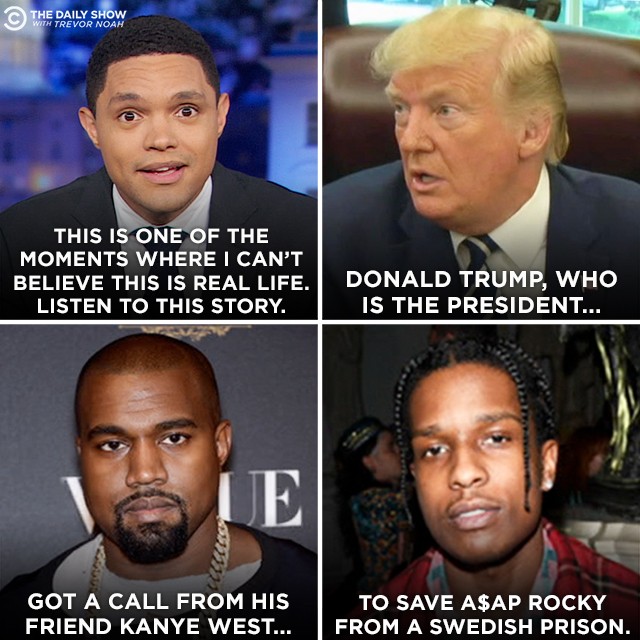 THE DAILY SHOW
WITH TREVOR NOAH
THIS IS ONE OF THE
MOMENTS WHERE I CAN'T
BELIEVE THIS IS REAL LIFE.
LISTEN TO THIS STORY.
DONALD TRUMP, WHO
IS THE PRESIDENT...
VOGUE
GOT A CALL FROM HIS
FRIEND KANYE WEST...
TO SAVE A$AP ROCKY
FROM A SWEDISH PRISON.